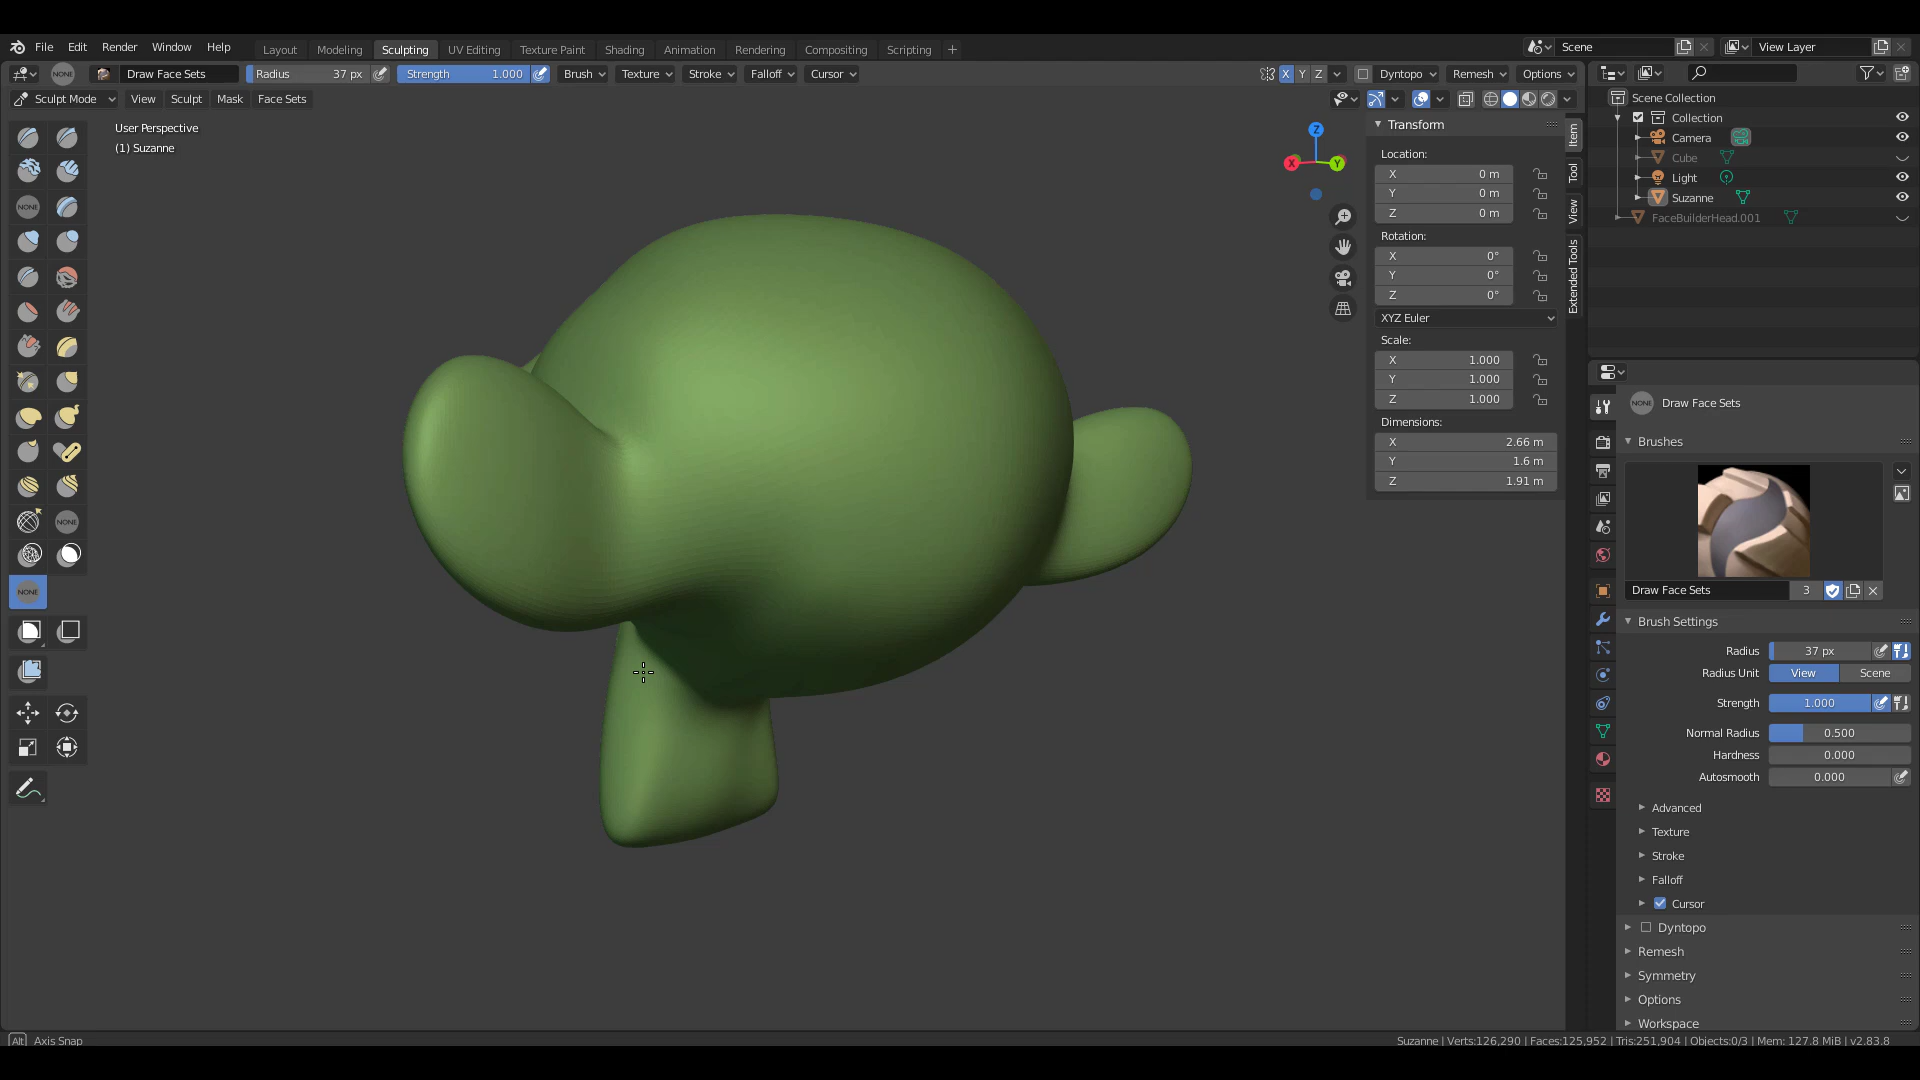 File Edit Render Window Help Layout Modeling Sculpting UV Editing Texture Paint Shading Animation Rendering Compositing Scripting + Scene View Layer
NONE Draw Face Sets Radius 37 px Strength 1.000 Brush Texture Stroke Falloff Cursor X Y Z Dyntopo Remesh Options
Sculpt Mode View Sculpt Mask Face Sets
User Perspective
(1) Suzanne
Z
X
Y
NONE
NONE
NONE
Transform
Location:
X 0 m
Y 0 m
Z 0 m
Rotation:
X 0°
Y 0°
Z 0°
XYZ Euler
Scale:
X 1.000
Y 1.000
Z 1.000
Dimensions:
X 2.66 m
Y 1.6 m
Z 1.91 m
Item
Tool
View
Extended Tools
Scene Collection
Collection
Camera
Cube
Light
Suzanne
FaceBuilderHead.001
NONE Draw Face Sets
Brushes
Draw Face Sets 3
Brush Settings
Radius 37 px
Radius Unit View Scene
Strength 1.000
Normal Radius 0.500
Hardness 0.000
Autosmooth 0.000
Advanced
Texture
Stroke
Falloff
Cursor
Dyntopo
Remesh
Symmetry
Options
Workspace
Alt Axis Snap
Suzanne | Verts:126,290 | Faces:125,952 | Tris:251,904 | Objects:0/3 | Mem: 127.8 MiB | v2.83.8